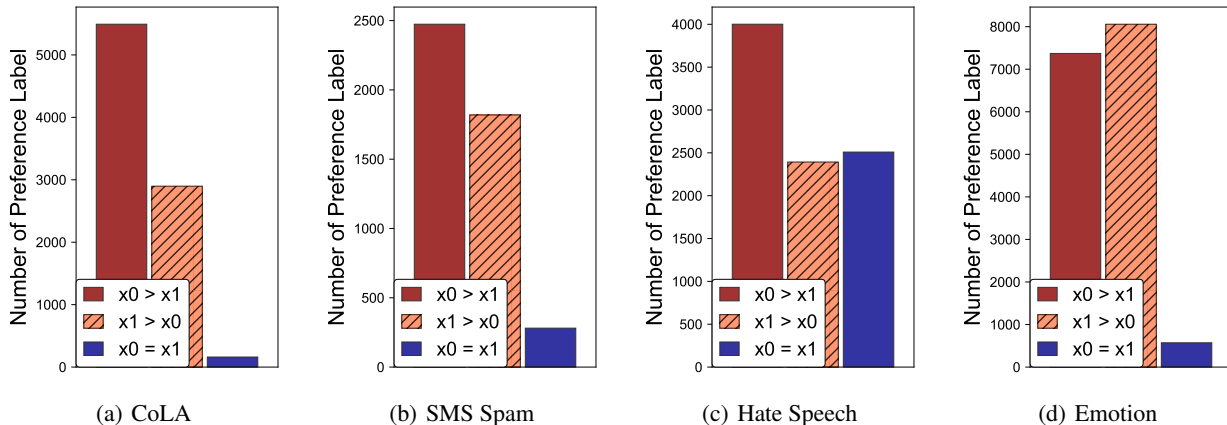 Number of Preference Label
5000
4000
3000
2000
1000
0
x0 > x1
x1 > x0
x0 = x1
(a) CoLA
Number of Preference Label
2500
2000
1500
1000
500
0
x0 > x1
x1 > x0
x0 = x1
(b) SMS Spam
Number of Preference Label
4000
3500
3000
2500
2000
1500
1000
500
0
x0 > x1
x1 > x0
x0 = x1
(c) Hate Speech
Number of Preference Label
8000
7000
6000
5000
4000
3000
2000
1000
0
x0 > x1
x1 > x0
x0 = x1
(d) Emotion